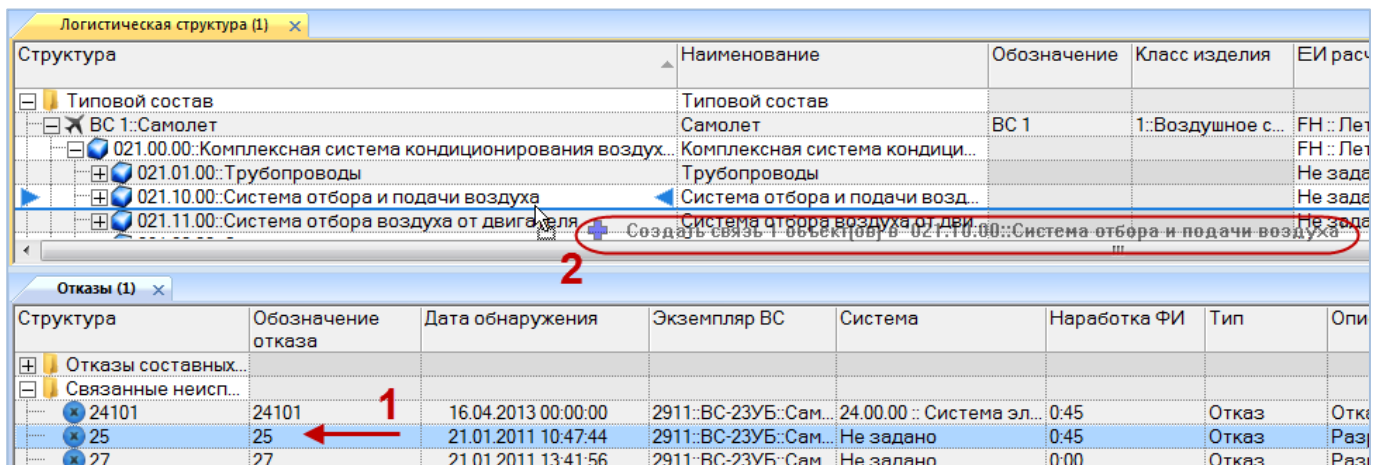 Логистическая структура (1) ×
Структура Наименование Обозначение Класс изделия ЕИ расч
Типовой состав Типовой состав
ВС 1::Самолет Самолет ВС 1 1::Воздушное с... FH :: Лет
021.00.00::Комплексная система кондиционирования воздух... Комплексная система кондици... FH :: Лет
021.01.00::Трубопроводы Трубопроводы Не зада
021.10.00::Система отбора и подачи воздуха Система отбора и подачи возд... Не зада
021.11.00::Система отбора воздуха от двигателя Система отбора воздуха от дви... Не зада
Создать связь 1 объект(ов) в 021.10.00::Система отбора и подачи воздуха
2
Отказы (1) ×
Структура Обозначение отказа Дата обнаружения Экземпляр ВС Система Наработка ФИ Тип Опи
Отказы составных...
Связанные неисп...
1
24101 24101 16.04.2013 00:00:00 2911::ВС-23УБ::Сам... 24.00.00 :: Система эл... 0:45 Отказ Отка
25 25 21.01.2011 10:47:44 2911::ВС-23УБ::Сам... Не задано 0:45 Отказ Разр
27 27 21.01.2011 13:41:56 2911::ВС-23УБ::Сам... Не задано 0:00 Отказ Разр